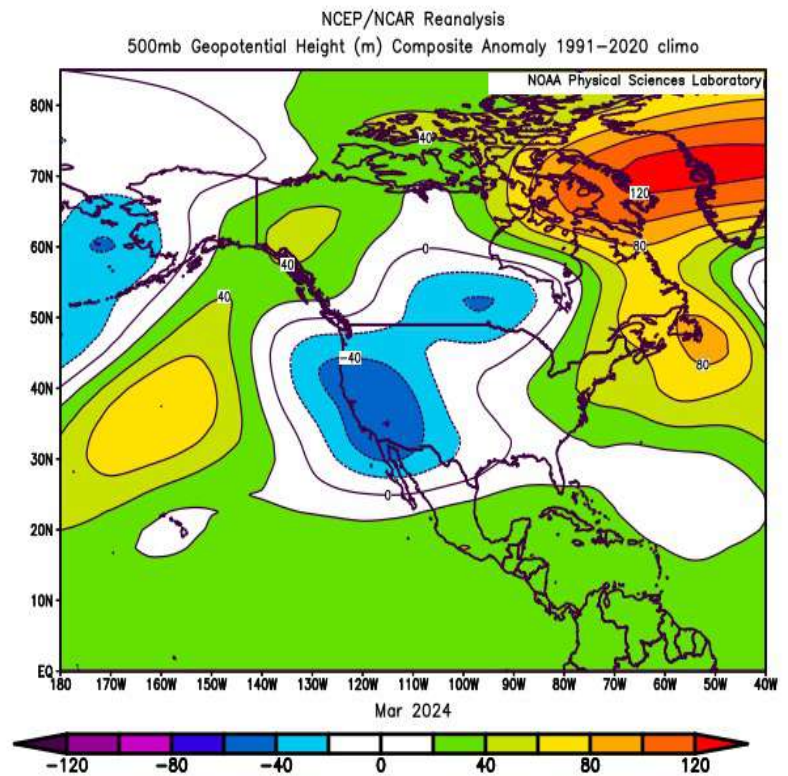 NCEP/NCAR Reanalysis
500mb Geopotential Height (m) Composite Anomaly 1991-2020 climo
NOAA Physical Sciences Laboratory
80N
40
70N
120
60N
0
80
40
40
50N
-40
80
40N
30N
0
20N
10N
EQ
180 170W 160W 150W 140W 130W 120W 110W 100W 90W 80W 70W 60W 50W 40W
Mar 2024
-120 -80 -40 0 40 80 120